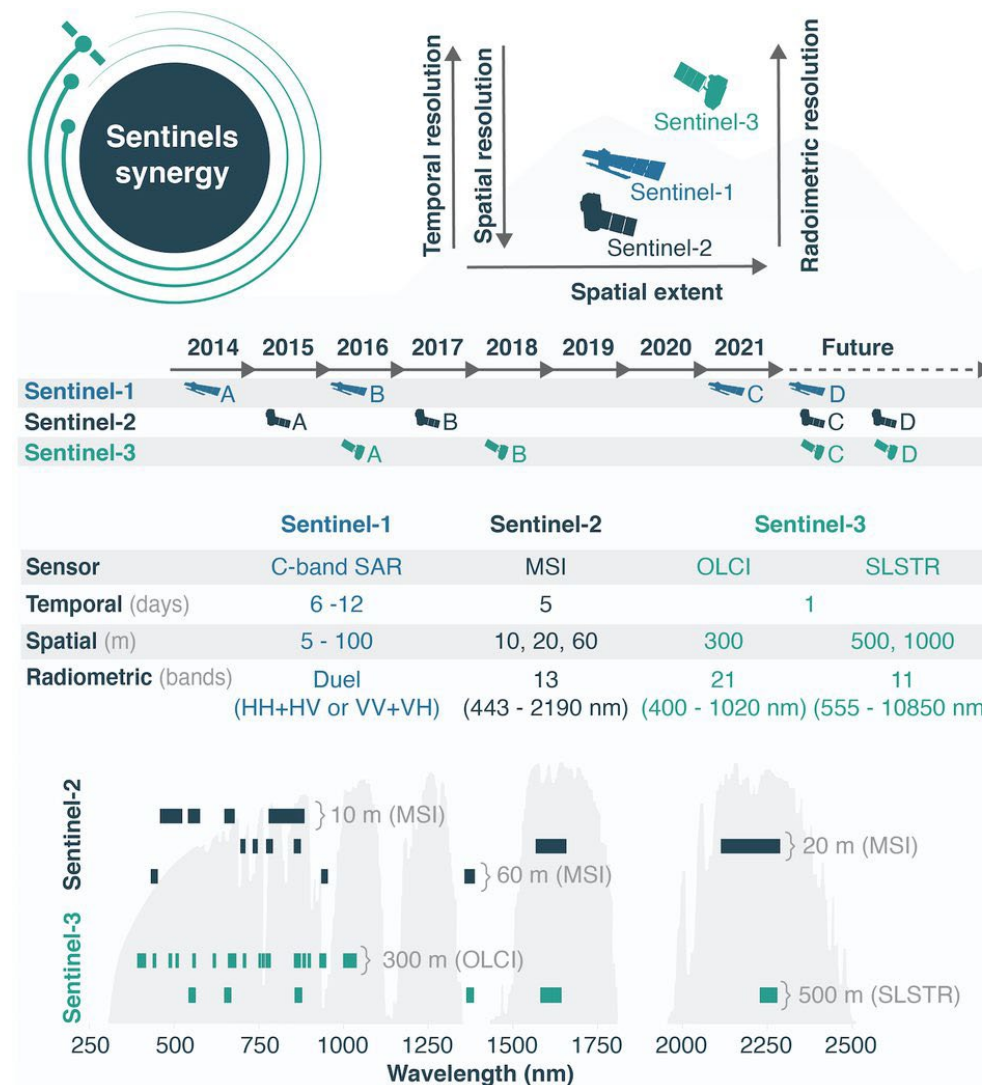 Sentinels
synergy
Temporal resolution
Spatial resolution
Sentinel-3
Sentinel-1
Sentinel-2
Radoimetric resolution
Spatial extent
2014 2015 2016 2017 2018 2019 2020 2021 Future
Sentinel-1 A B C D
Sentinel-2 A B C D
Sentinel-3 A B C D
Sentinel-1 Sentinel-2 Sentinel-3
Sensor C-band SAR MSI OLCI SLSTR
Temporal (days) 6 -12 5 1
Spatial (m) 5 - 100 10, 20, 60 300 500, 1000
Radiometric (bands) Duel 13 21 11
(HH+HV or VV+VH) (443 - 2190 nm) (400 - 1020 nm) (555 - 10850 nm
Sentinel-2
} 10 m (MSI)
} 20 m (MSI)
} 60 m (MSI)
Sentinel-3
} 300 m (OLCI)
} 500 m (SLSTR)
250 500 750 1000 1250 1500 1750 2000 2250 2500
Wavelength (nm)